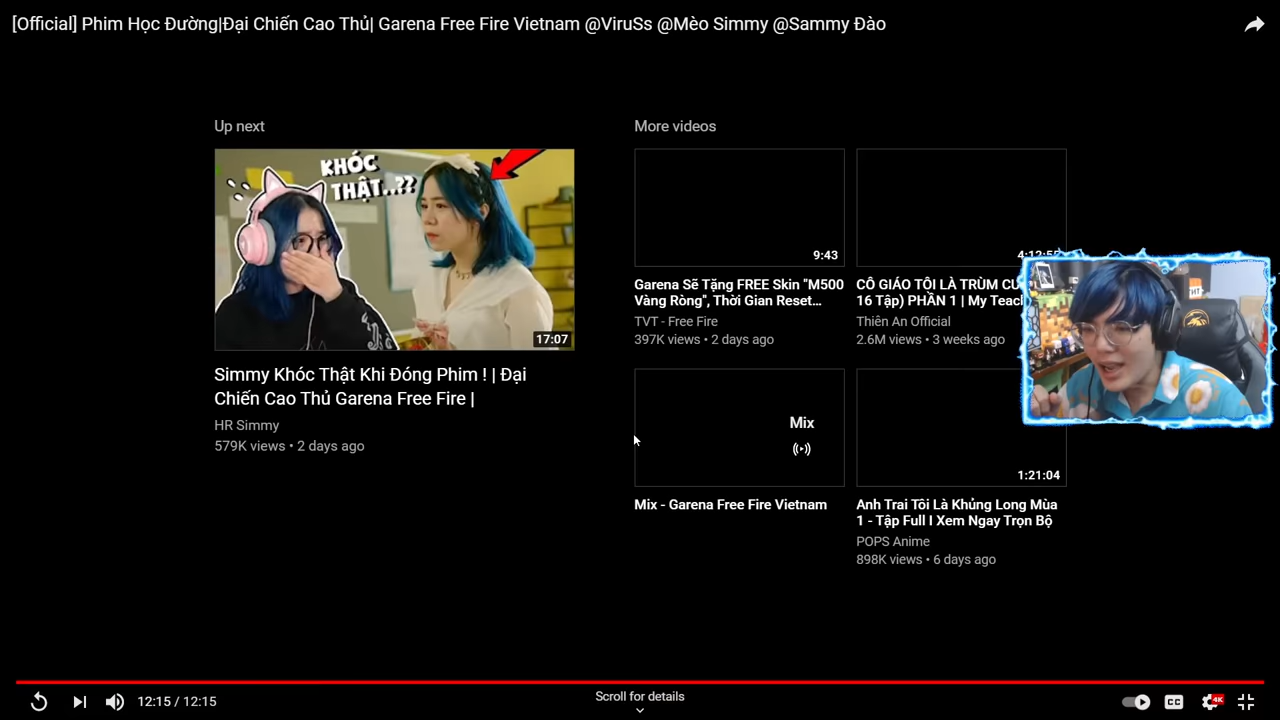 [Official] Phim Học Đường|Đại Chiến Cao Thủ| Garena Free Fire Vietnam @ViruSs @Mèo Simmy @Sammy Đào
Up next
KHÓC
THẬT..??
17:07
Simmy Khóc Thật Khi Đóng Phim ! | Đại
Chiến Cao Thủ Garena Free Fire |
HR Simmy
579K views • 2 days ago
More videos
9:43
Garena Sẽ Tặng FREE Skin "M500
Vàng Ròng", Thời Gian Reset...
TVT - Free Fire
397K views • 2 days ago
CÔ GIÁO TÔI LÀ TRÙM CU
16 Tập) PHẦN 1 | My Teac
Thiên An Official
2.6M views • 3 weeks ago
Mix
Mix - Garena Free Fire Vietnam
1:21:04
Anh Trai Tôi Là Khủng Long Mùa
1 - Tập Full I Xem Ngay Trọn Bộ
POPS Anime
898K views • 6 days ago
12:15 / 12:15
Scroll for details
CC
4K